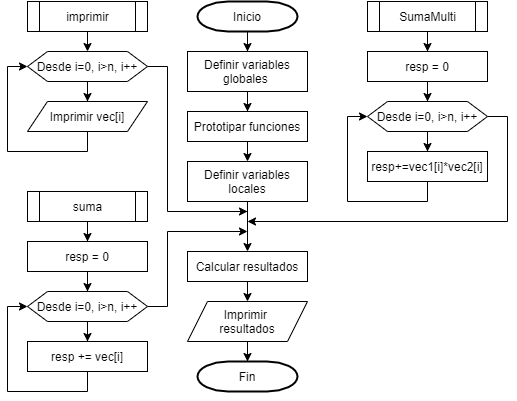 imprimir
Desde i=0, i>n, i++
Imprimir vec[i]
Inicio
Definir variables
globales
Prototipar funciones
Definir variables
locales
Calcular resultados
Imprimir
resultados
Fin
SumaMulti
resp = 0
Desde i=0, i>n, i++
resp+=vec1[i]*vec2[i]
suma
resp = 0
Desde i=0, i>n, i++
resp += vec[i]